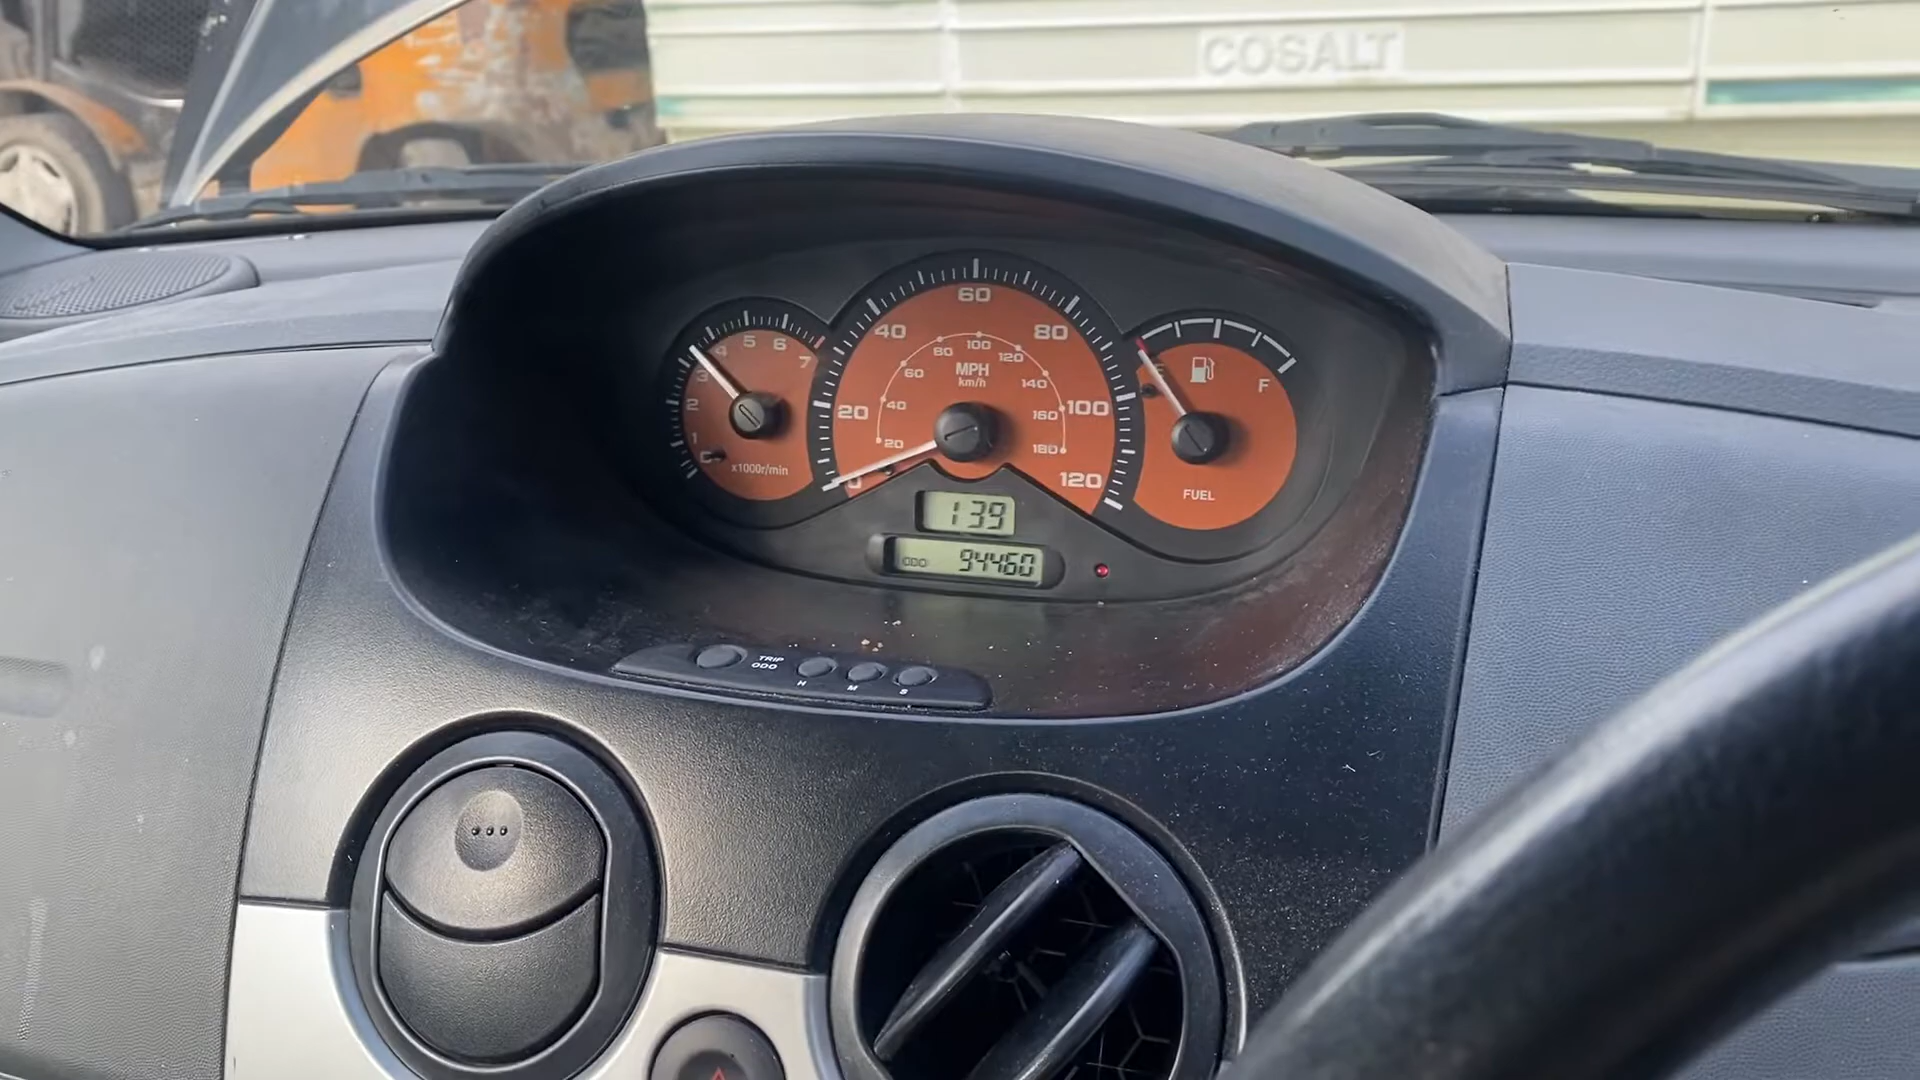 COSALT
0 1 2 3 4 5 6 7
x1000r/min
0 20 40 60 80 100 120
20 40 60 80 100 120 140 160 180
MPH
km/h
F
FUEL
139
ODO 94460
TRIP
ODO
H M S